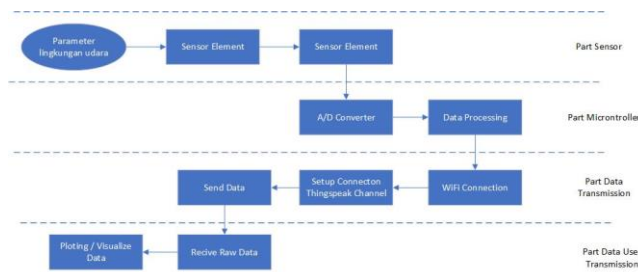 Parameter
lingkungan udara
Sensor Element
Sensor Element
Part Sensor
A/D Converter
Data Processing
Part Microntroller
Send Data
Setup Connecton
Thingspeak Channel
WiFi Connection
Part Data
Transmission
Ploting / Visualize
Data
Recive Raw Data
Part Data Use
Transmission